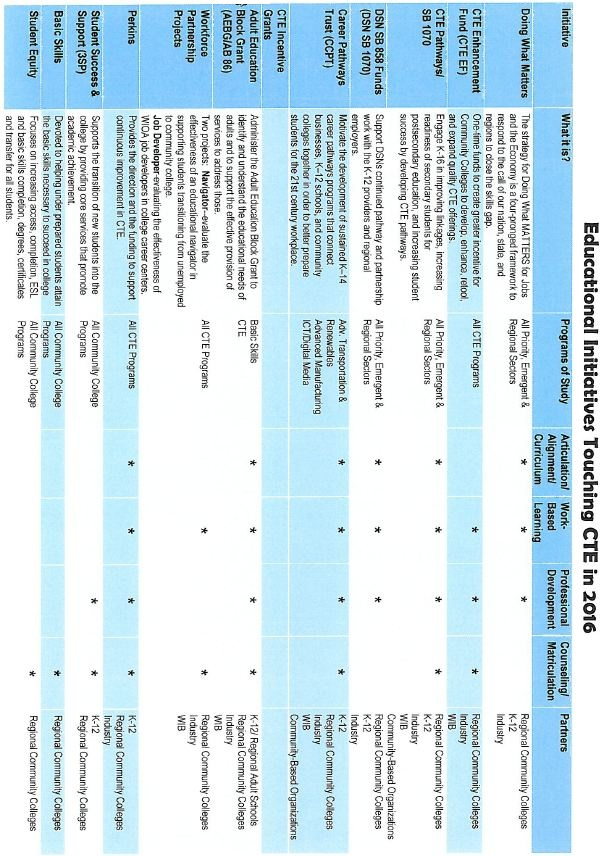 Educational Initiatives Touching CTE in 2016
Initiative
What it is?
Programs of Study
Articulation/
Alignment/
Curriculum
Work-
Based
Learning
Professional
Development
Counseling/
Matriculation
Partners
Doing What Matters
The strategy for Doing What MATTERS for Jobs
and the Economy is a four-pronged framework to
respond to the call of our nation, state, and
regions to close the skills gap.
All Priority, Emergent &
Regional Sectors
*
*
*
Regional Community Colleges
K-12
Industry
CTE Enhancement
Fund (CTE EF)
One-time funds to create greater incentive for
Community Colleges to develop, enhance, retool,
and expand quality CTE offerings.
All CTE Programs
*
*
*
*
Regional Community Colleges
Industry
WIB
CTE Pathways/
SB 1070
Engage K-16 in improving linkages, increasing
readiness of secondary students for
postsecondary education, and increasing student
success by developing CTE pathways.
All Priority, Emergent &
Regional Sectors
*
*
*
*
Regional Community Colleges
K-12
Industry
WIB
Community-Based Organizations
DSN SB 858 Funds
(DSN SB 1070)
Support DSNs continued pathway and partnership
work with the K-12 providers and regional
employers.
All Priority, Emergent &
Regional Sectors
*
*
*
Regional Community Colleges
K-12
Industry
Career Pathways
Trust (CCPT)
Motivate the development of sustained K–14
career pathways programs that connect
businesses, K–12 schools, and community
colleges together in order to better prepare
students for the 21st century workplace.
Adv. Transportation &
Renewables
Advanced Manufacturing
ICT/Digital Media
*
*
*
*
K-12
Regional Community Colleges
Industry
WIB
Community-Based Organizations
CTE Incentive
Grants
Adult Education
Block Grant
(AEBG/AB 86)
Administer the Adult Education Block Grant to
identify and understand the educational needs of
adults and to support the effective provision of
services to address those.
Basic Skills
CTE
*
*
*
*
K-12/ Regional Adult Schools
Regional Community Colleges
Industry
WIB
Workforce
Partnership
Projects
Two projects: Navigator–evaluate the
effectiveness of an educational navigator in
supporting students transitioning from unemployed
to community college.
Job Developer-evaluating the effectiveness of
WIOA job developers in college career centers.
All CTE Programs
*
*
Regional Community Colleges
Industry
WIB
Perkins
Provides the direction and the funding to support
continuous improvement in CTE.
All CTE Programs
*
*
*
*
K-12
Regional Community Colleges
Industry
Student Success &
Support (3SP)
Supports the transition of new students into the
college by providing core services that promote
academic achievement.
All Community College
Programs
*
*
K-12
Regional Community Colleges
Basic Skills
Devoted to helping under prepared students attain
the basic skills necessary to succeed in college
All Community College
Programs
*
Regional Community Colleges
Student Equity
Focuses on increasing access, completion, ESL
and basic skills completion, degrees, certificates
and transfer for all students
All Community College
Programs
*
Regional Community Colleges